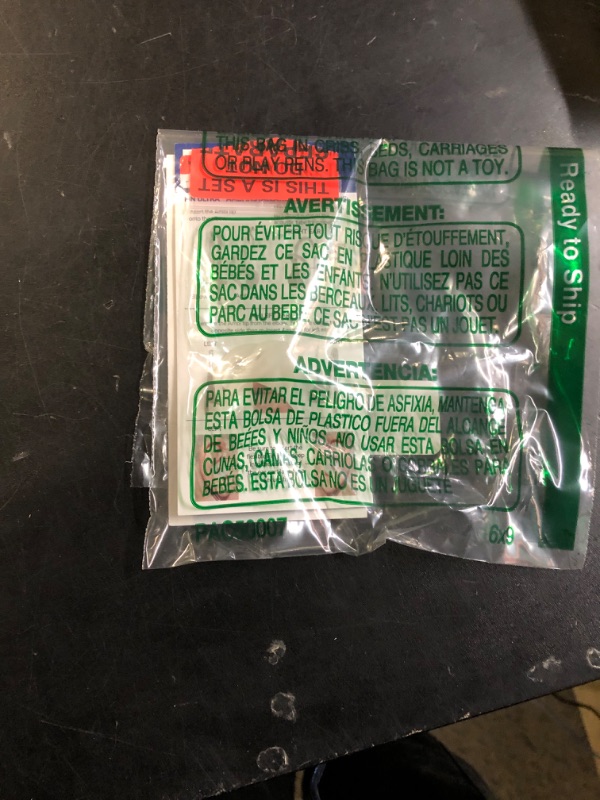 THIS BAG IN CRIBS, BEDS, CARRIAGES
OR PLAY PENS. THIS BAG IS NOT A TOY.
DO NOT
THIS IS A SET
AVERTISSEMENT:
POUR ÉVITER TOUT RISQUE D'ÉTOUFFEMENT,
GARDEZ CE SAC EN PLASTIQUE LOIN DES
BÉBÉS ET LES ENFANTS N'UTILISEZ PAS CE
SAC DANS LES BERCEAUX, LITS, CHARIOTS OU
PARC AU BEBE. CE SAC N'EST PAS UN JOUET.
ADVERTENCIA:
PARA EVITAR EL PELIGRO DE ASFIXIA, MANTENGA
ESTA BOLSA DE PLASTICO FUERA DEL ALCANCE
DE BEBES Y NIÑOS, NO USAR ESTA BOLSA EN
CUNAS, CAMAS, CARRIOLAS O CORRALES PARA
BEBES. ESTA BOLSA NO ES UN JUGUETE
6x9
Ready to Ship